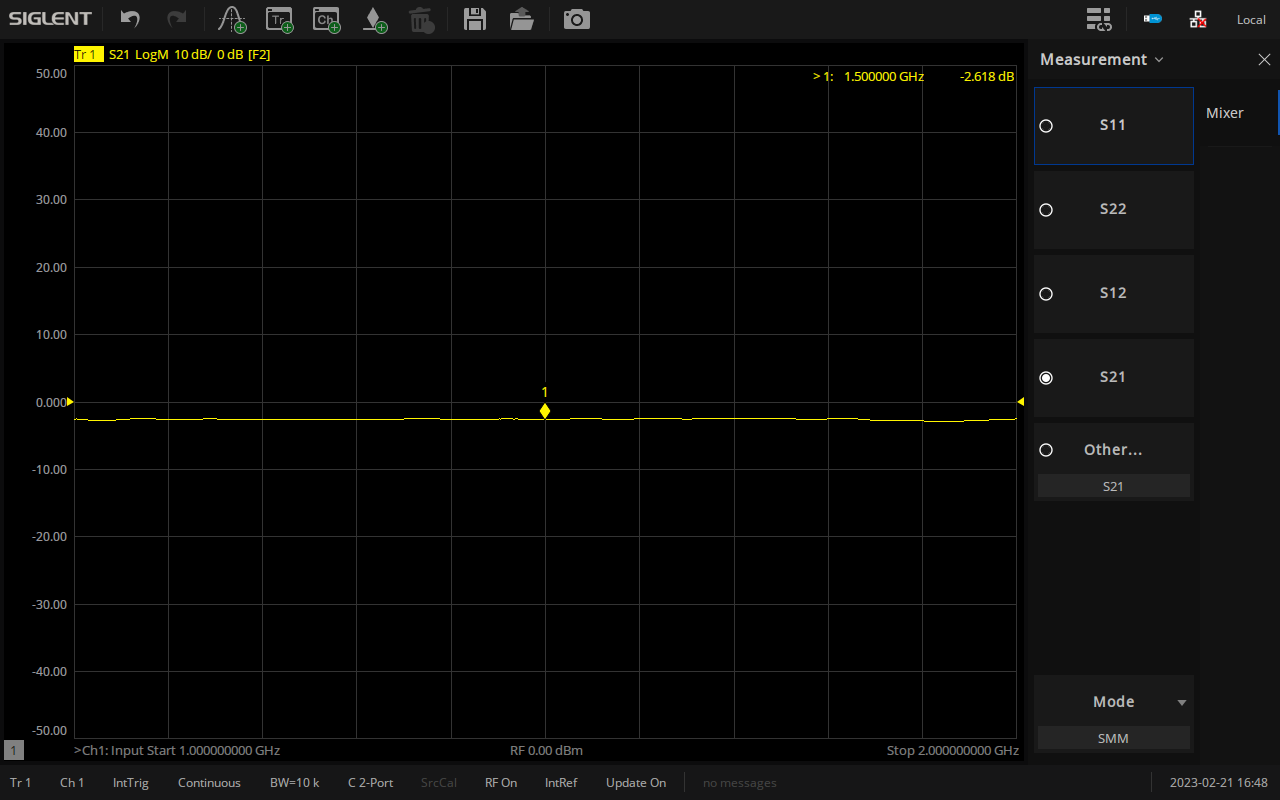 SIGLENT Tr Ch Local
Tr 1 S21 LogM 10 dB/ 0 dB [F2]
Measurement
50.00
> 1: 1.500000 GHz -2.618 dB
S11
Mixer
40.00
S22
30.00
20.00
S12
10.00
S21
1
0.000
Other...
-10.00
S21
-20.00
-30.00
-40.00
Mode
-50.00
SMM
1 >Ch1: Input Start 1.000000000 GHz RF 0.00 dBm Stop 2.000000000 GHz
Tr 1 Ch 1 IntTrig Continuous BW=10 k C 2-Port SrcCal RF On IntRef Update On no messages 2023-02-21 16:48